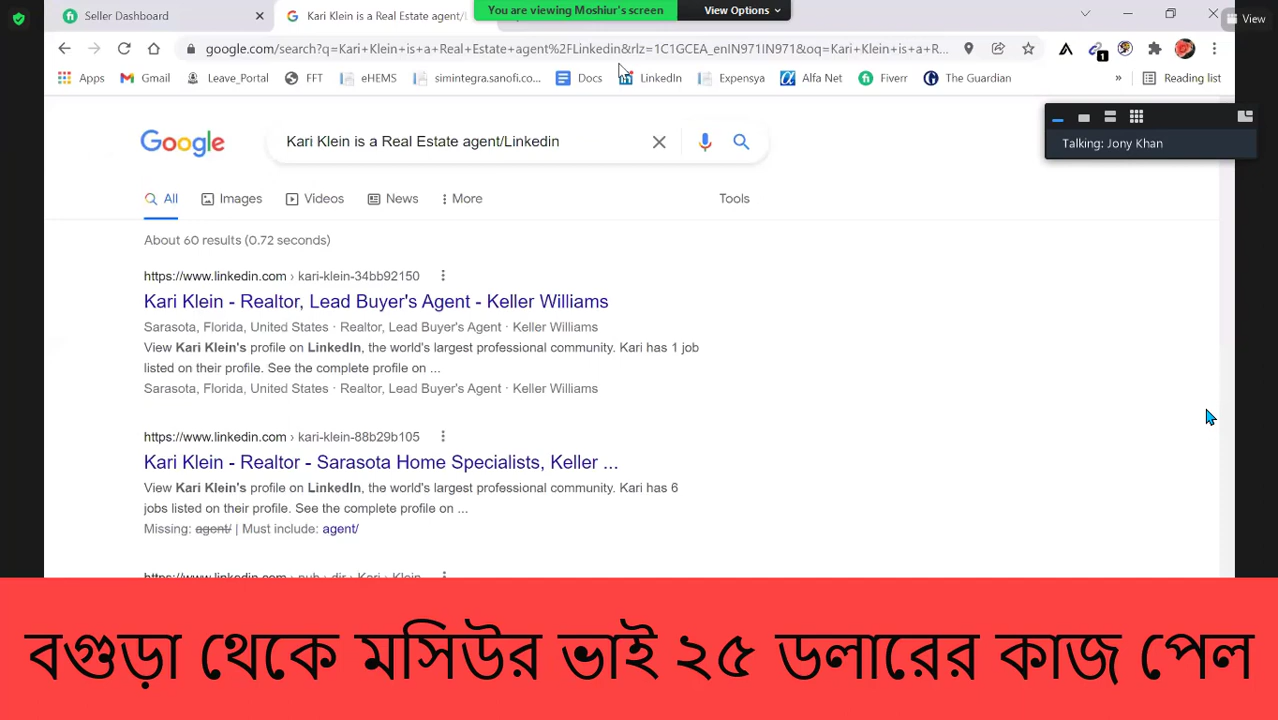 You are viewing Moshiur's screen
View Options
View
Seller Dashboard
Kari Klein is a Real Estate agent/L
google.com/search?q=Kari+Klein+is+a+Real+Estate+agent%2FLinkedin&rlz=1C1GCEA_enIN971IN971&oq=Kari+Klein+is+a+R...
Apps
Gmail
Leave_Portal
FFT
eHEMS
simintegra.sanofi.co...
Docs
LinkedIn
Expensya
Alfa Net
Fiverr
The Guardian
»
Reading list
Talking: Jony Khan
Google
Kari Klein is a Real Estate agent/Linkedin
All
Images
Videos
News
More
Tools
About 60 results (0.72 seconds)
https://www.linkedin.com › kari-klein-34bb92150
Kari Klein - Realtor, Lead Buyer's Agent - Keller Williams
Sarasota, Florida, United States · Realtor, Lead Buyer's Agent · Keller Williams
View Kari Klein's profile on LinkedIn, the world's largest professional community. Kari has 1 job
listed on their profile. See the complete profile on ...
Sarasota, Florida, United States · Realtor, Lead Buyer's Agent · Keller Williams
https://www.linkedin.com › kari-klein-88b29b105
Kari Klein - Realtor - Sarasota Home Specialists, Keller ...
View Kari Klein's profile on LinkedIn, the world's largest professional community. Kari has 6
jobs listed on their profile. See the complete profile on ...
Missing: agent/ | Must include: agent/
https://www.linkedin.com › pub › dir › Kari › Klein
বগুড়া থেকে মসিউর ভাই ২৫ ডলারের কাজ পেল